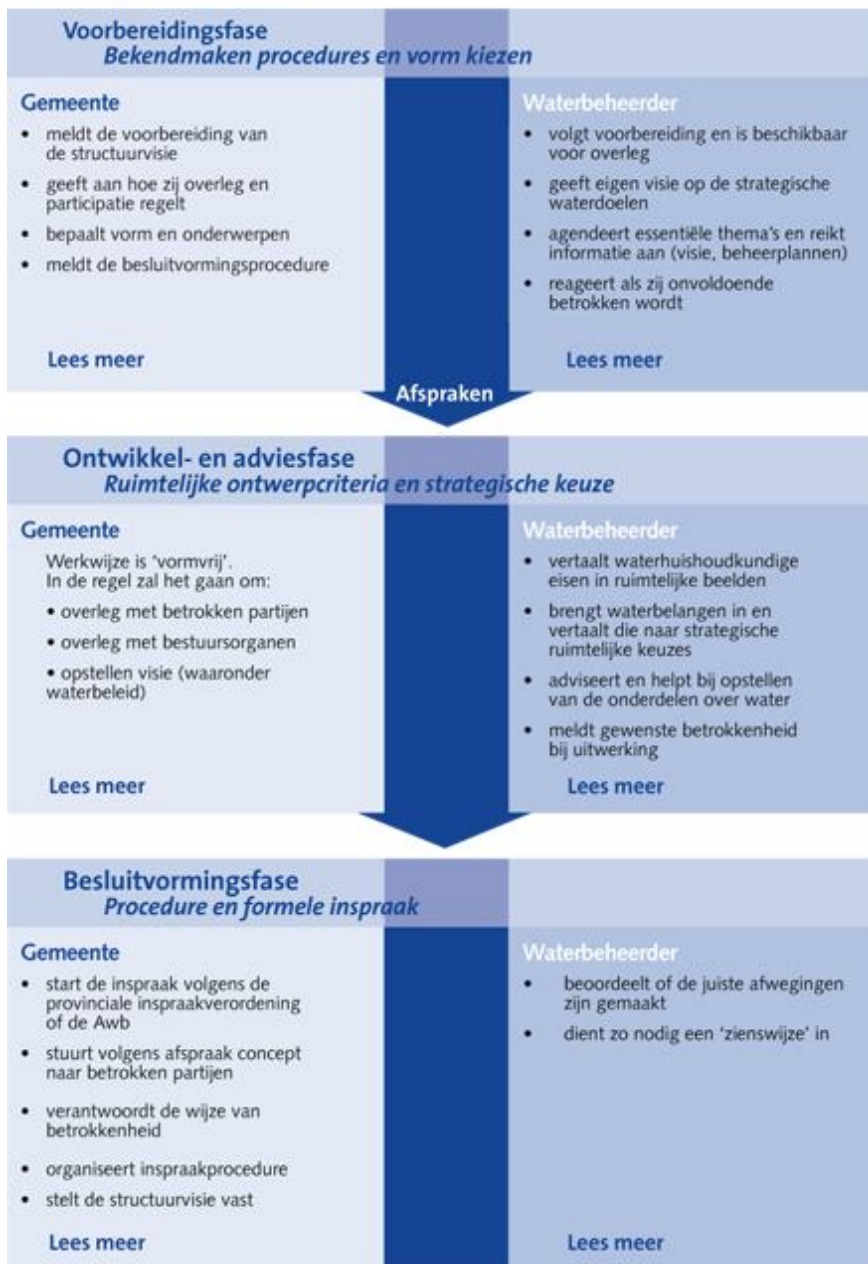 Voorbereidingsfase
Bekendmaken procedures en vorm kiezen
Gemeente
• meldt de voorbereiding van
de structuurvisie
• geeft aan hoe zij overleg en
participatie regelt
• bepaalt vorm en onderwerpen
• meldt de besluitvormingsprocedure
Lees meer
Waterbeheerder
• volgt voorbereiding en is beschikbaar
voor overleg
• geeft eigen visie op de strategische
waterdoelen
• agendeert essentiële thema's en reikt
informatie aan (visie, beheerplannen)
• reageert als zij onvoldoende
betrokken wordt
Lees meer
Afspraken
Ontwikkel- en adviesfase
Ruimtelijke ontwerpcriteria en strategische keuze
Gemeente
Werkwijze is ‘vormvrij’.
In de regel zal het gaan om:
• overleg met betrokken partijen
• overleg met bestuursorganen
• opstellen visie (waaronder
waterbeleid)
Lees meer
Waterbeheerder
• vertaalt waterhuishoudkundige
eisen in ruimtelijke beelden
• brengt waterbelangen in en
vertaalt die naar strategische
ruimtelijke keuzes
• adviseert en helpt bij opstellen
van de onderdelen over water
• meldt gewenste betrokkenheid
bij uitwerking
Lees meer
Besluitvormingsfase
Procedure en formele inspraak
Gemeente
• start de inspraak volgens de
provinciale inspraakverordening
of de Awb
• stuurt volgens afspraak concept
naar betrokken partijen
• verantwoordt de wijze van
betrokkenheid
• organiseert inspraakprocedure
• stelt de structuurvisie vast
Lees meer
Waterbeheerder
• beoordeelt of de juiste afwegingen
zijn gemaakt
• dient zo nodig een ‘zienswijze’ in
Lees meer